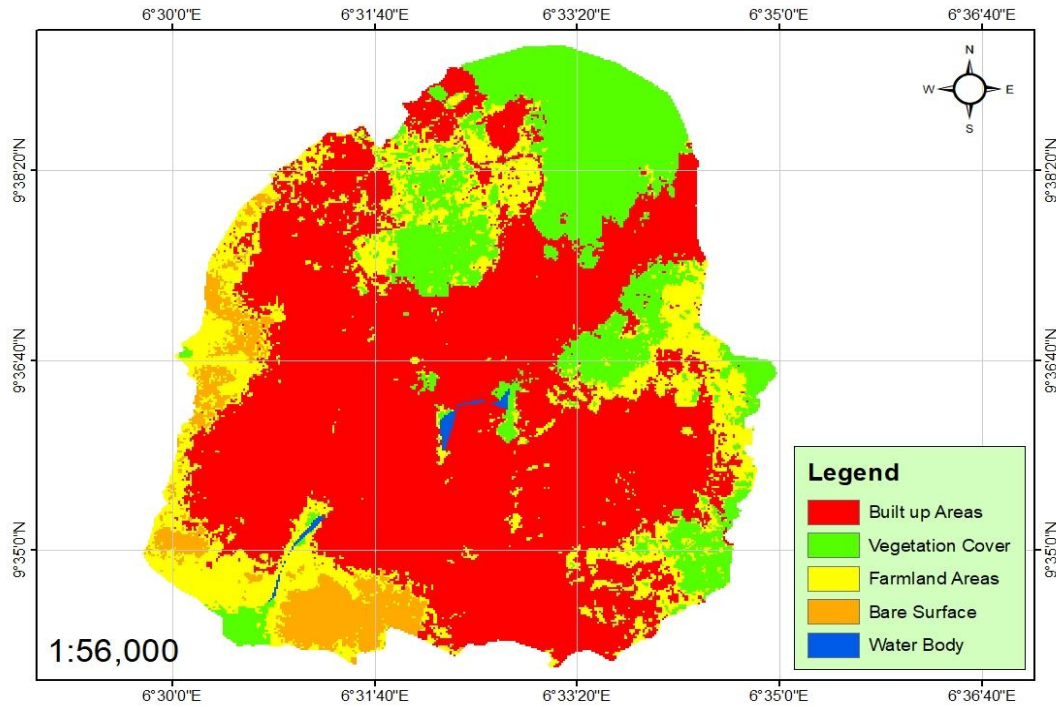 6°30'0"E 6°31'40"E 6°33'20"E 6°35'0"E 6°36'40"E
N
W E
S
9°38'20"N 9°38'20"N
9°36'40"N 9°36'40"N
9°35'0"N 9°35'0"N
Legend
Built up Areas
Vegetation Cover
Farmland Areas
Bare Surface
Water Body
1:56,000
6°30'0"E 6°31'40"E 6°33'20"E 6°35'0"E 6°36'40"E